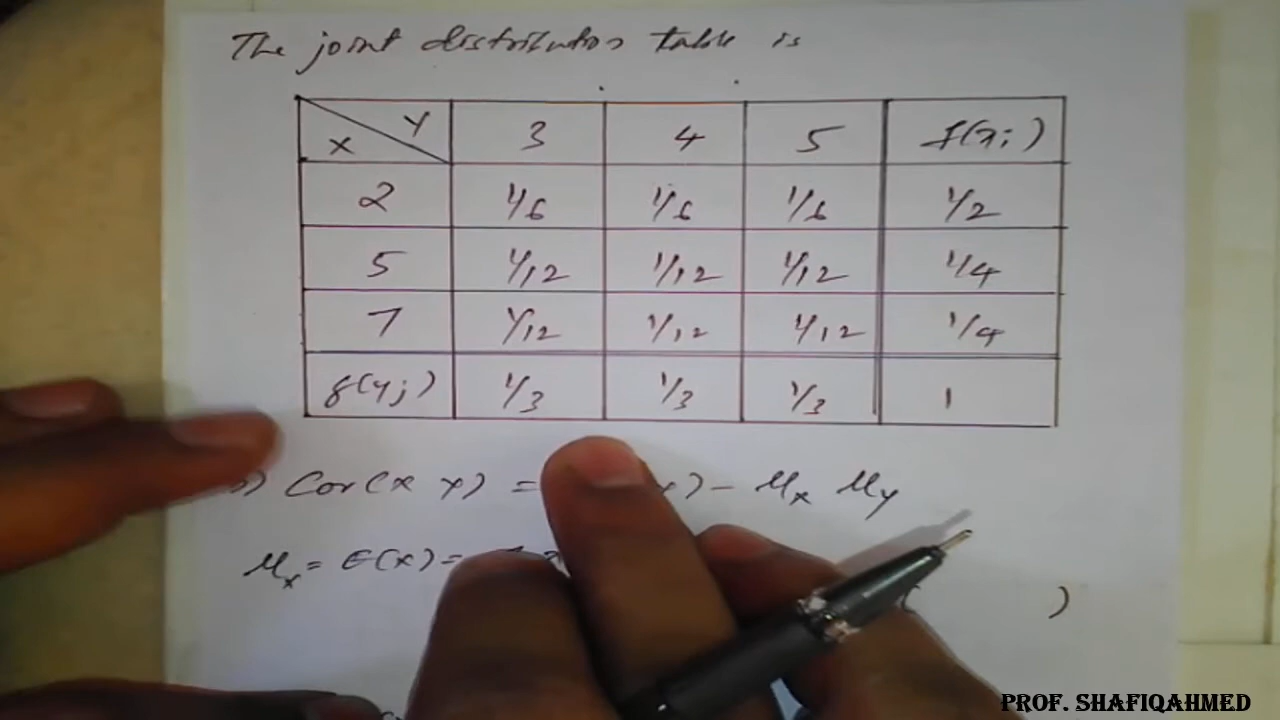 The joint distribution table is
X Y 3 4 5 f(xi)
2 1/6 1/6 1/6 1/2
5 1/12 1/12 1/12 1/4
7 1/12 1/12 1/12 1/4
g(yj) 1/3 1/3 1/3 1
b) Cov(X Y) = Y) - μx μy
μx = E(X) = )
PROF. SHAFIQAHMED